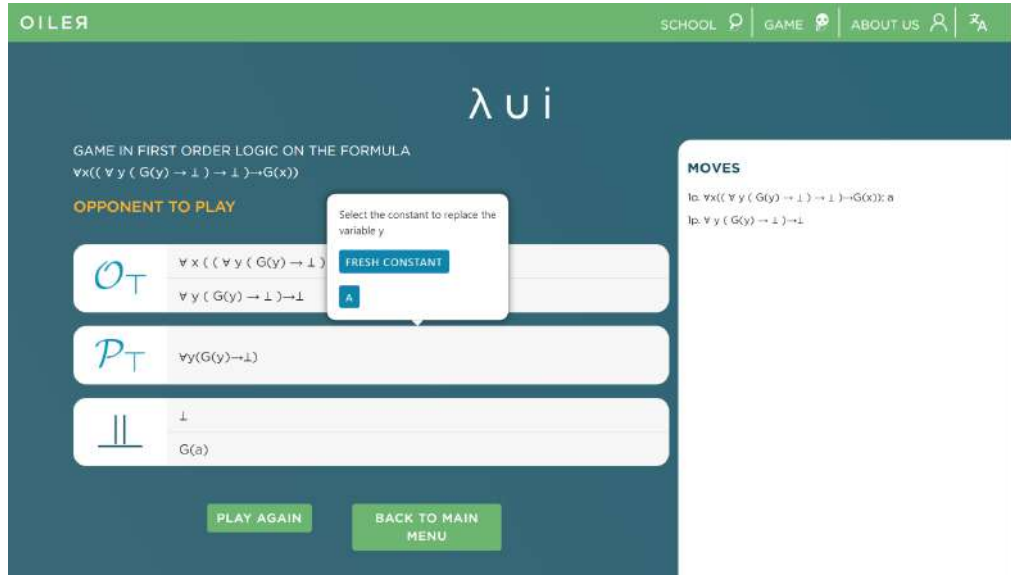 OILEЯ
SCHOOL GAME ABOUT US
λui
GAME IN FIRST ORDER LOGIC ON THE FORMULA
∀x(( ∀ y ( G(y) → ⊥ ) → ⊥ )→G(x))
OPPONENT TO PLAY
Select the constant to replace the
variable y
FRESH CONSTANT
A
𝒪⊤
∀ x ( ( ∀ y ( G(y) → ⊥ )
∀ y ( G(y) → ⊥ )→⊥
𝒫⊤
∀y(G(y)→⊥)
⊥
G(a)
PLAY AGAIN
BACK TO MAIN
MENU
MOVES
1o. ∀x(( ∀ y ( G(y) → ⊥ ) → ⊥ )→G(x)): a
1p. ∀ y ( G(y) → ⊥ )→⊥